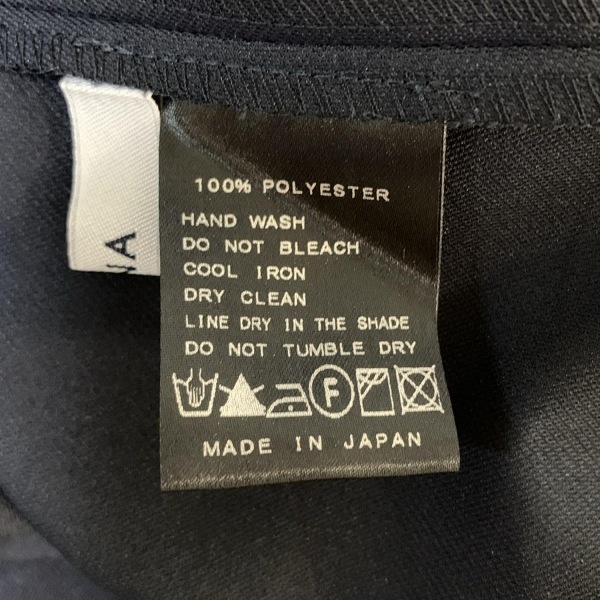 100% POLYESTER
HAND WASH
DO NOT BLEACH
COOL IRON
DRY CLEAN
LINE DRY IN THE SHADE
DO NOT TUMBLE DRY
F
MADE IN JAPAN
NA